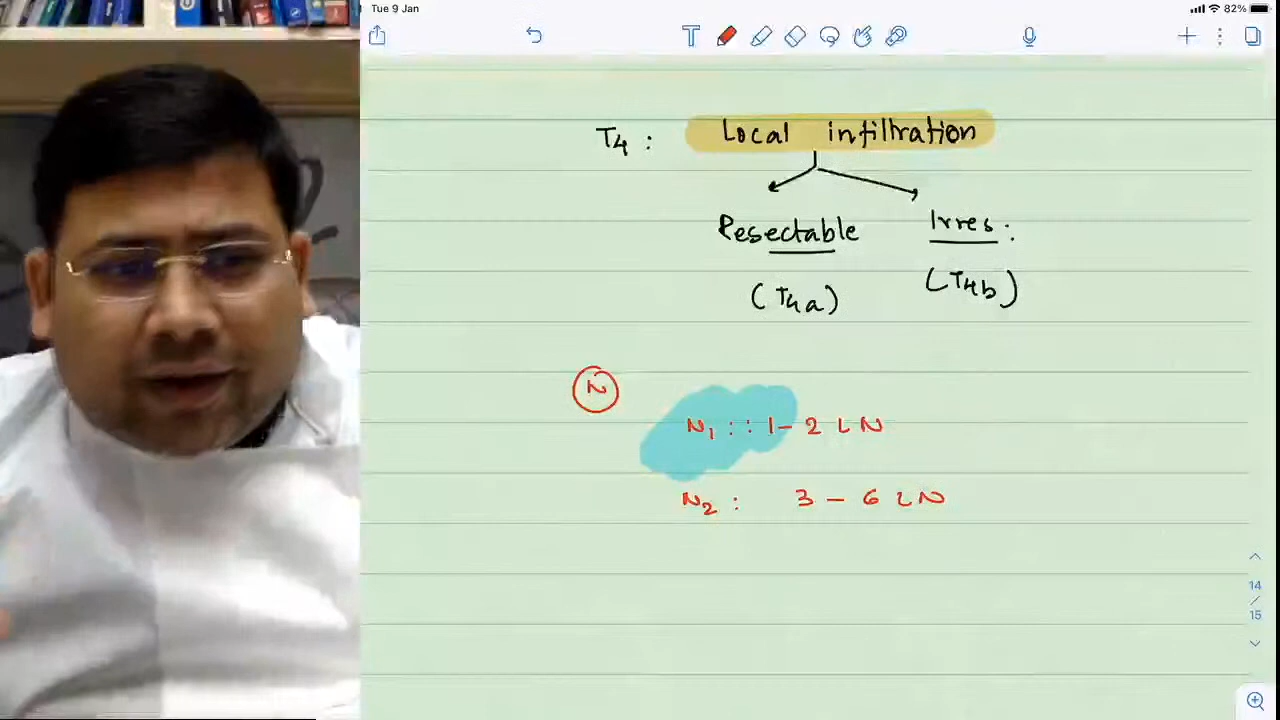 Tue 9 Jan
82%
T4 : Local infiltration
Resectable Irres :
(T4a) (T4b)
N
N1 : : 1 - 2 LN
N2 : 3 - 6 LN
14
/
15